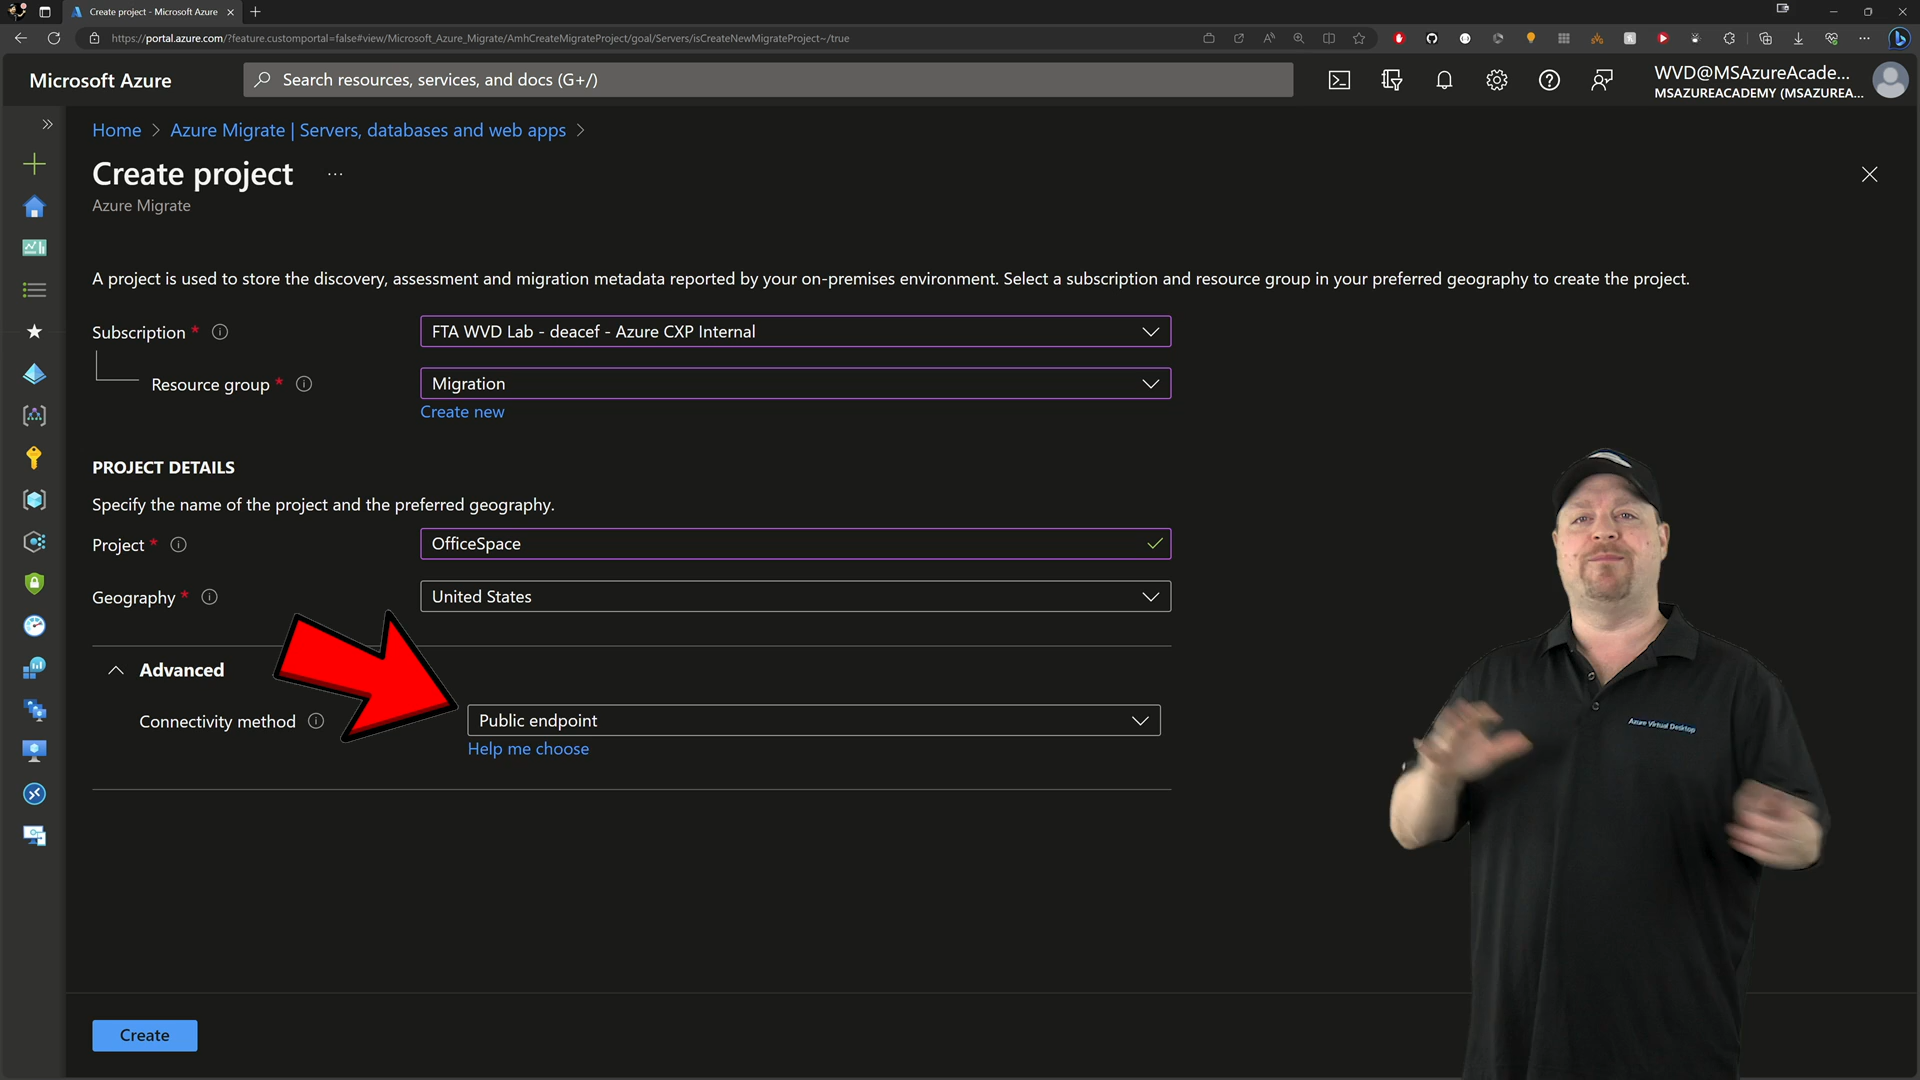 Create project - Microsoft Azure
https://portal.azure.com/?feature.customportal=false#view/Microsoft_Azure_Migrate/AmhCreateMigrateProject/goal/Servers/isCreateNewMigrateProject~/true
Microsoft Azure
Search resources, services, and docs (G+/)
WVD@MSAzureAcade...
MSAZUREACADEMY (MSAZUREA...
Home > Azure Migrate | Servers, databases and web apps >
Create project ...
Azure Migrate
A project is used to store the discovery, assessment and migration metadata reported by your on-premises environment. Select a subscription and resource group in your preferred geography to create the project.
Subscription *
FTA WVD Lab - deacef - Azure CXP Internal
Resource group *
Migration
Create new
PROJECT DETAILS
Specify the name of the project and the preferred geography.
Project *
OfficeSpace
Geography *
United States
Advanced
Connectivity method
Public endpoint
Help me choose
Azure Virtual Desktop
Create